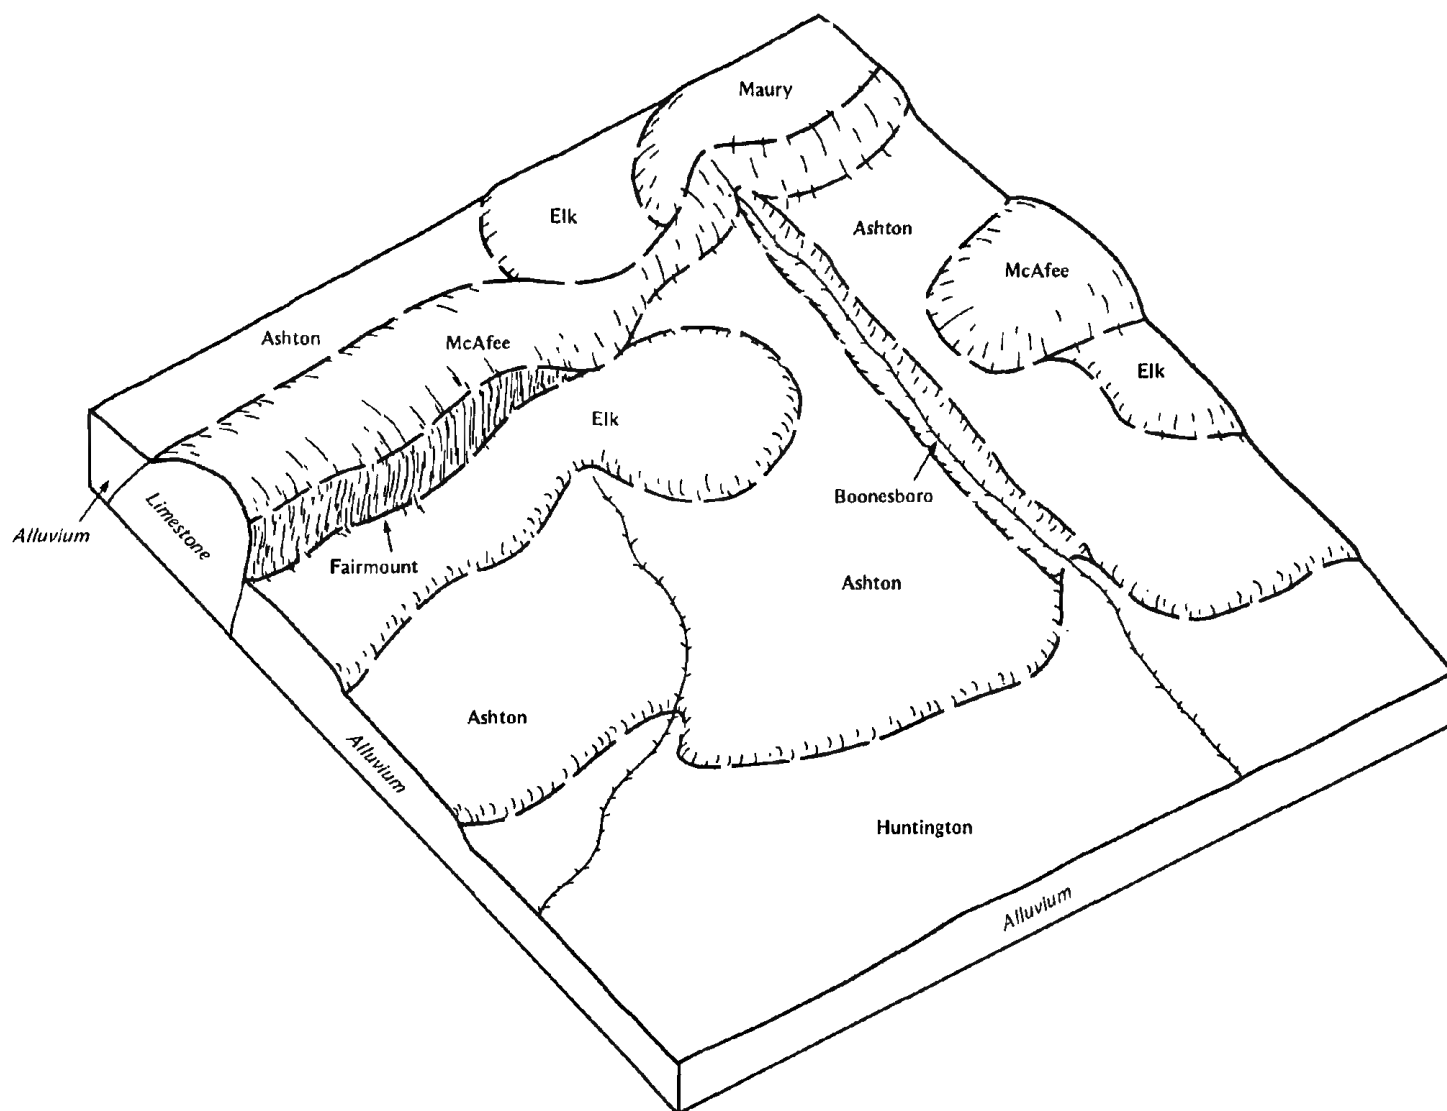 Maury
Elk
Ashton
McAfee
Ashton
McAfee
Elk
Elk
Boonesboro
Alluvium
Limestone
Fairmount
Ashton
Ashton
Alluvium
Huntington
Alluvium